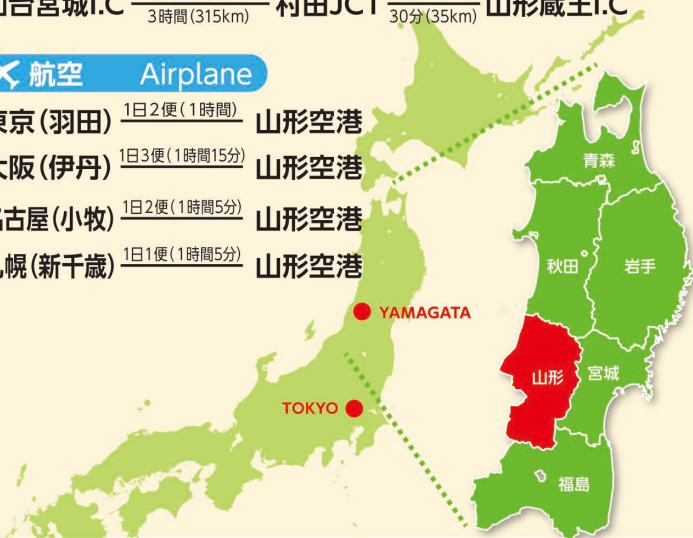 台宮城I.C 3時間(315km) 村田JCT 30分(35km) 山形蔵王I.C
航空 Airplane
東京(羽田) 1日2便(1時間) 山形空港
大阪(伊丹) 1日3便(1時間15分) 山形空港
名古屋(小牧) 1日2便(1時間5分) 山形空港
札幌(新千歳) 1日1便(1時間5分) 山形空港
YAMAGATA
TOKYO
青森
秋田
岩手
山形
宮城
福島